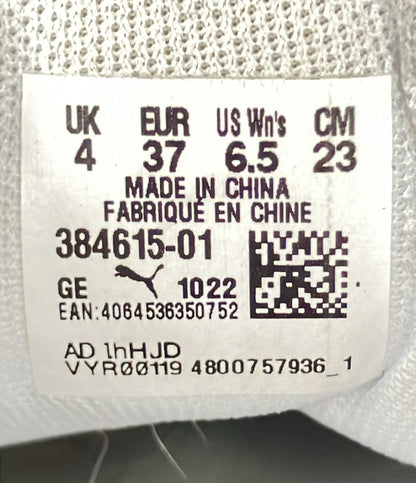 UK EUR US Wn's CM
4 37 6.5 23
MADE IN CHINA
FABRIQUÉ EN CHINE
384615-01
GE 1022
EAN:4064536350752
AD 1hHJD
VYR00119 4800757936_1